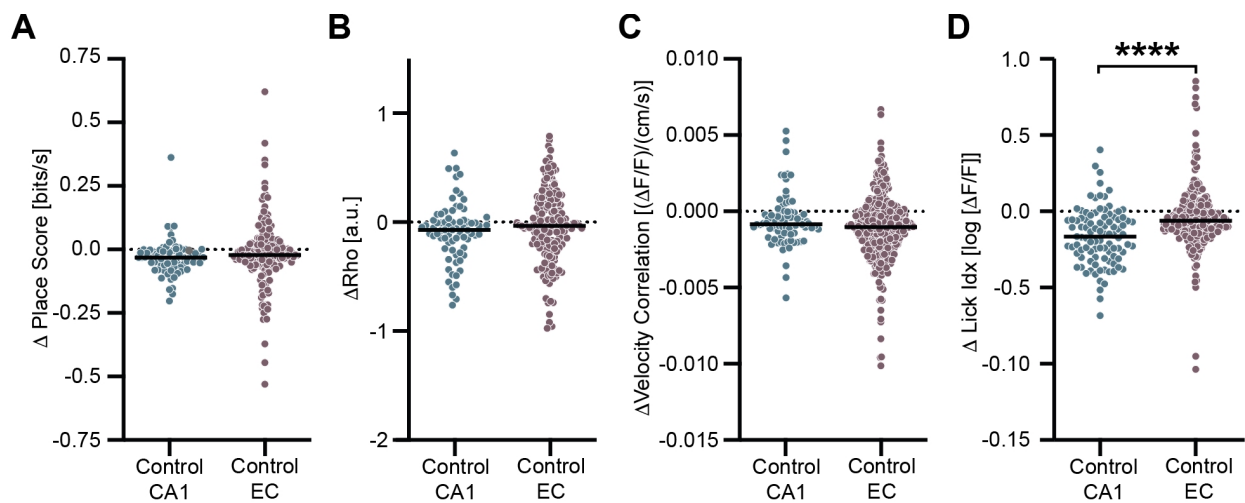 A
Δ Place Score [bits/s]
0.75
0.5
0.25
0.0
-0.25
-0.5
-0.75
Control
CA1
Control
EC
B
ΔRho [a.u.]
1
0
-1
-2
Control
CA1
Control
EC
C
ΔVelocity Correlation [(ΔF/F)/(cm/s)]
0.010
0.005
0.000
-0.005
-0.010
-0.015
Control
CA1
Control
EC
D
Δ Lick Idx [log [ΔF/F]]
1.0
0.5
0.0
-0.5
-0.10
-0.15
****
Control
CA1
Control
EC